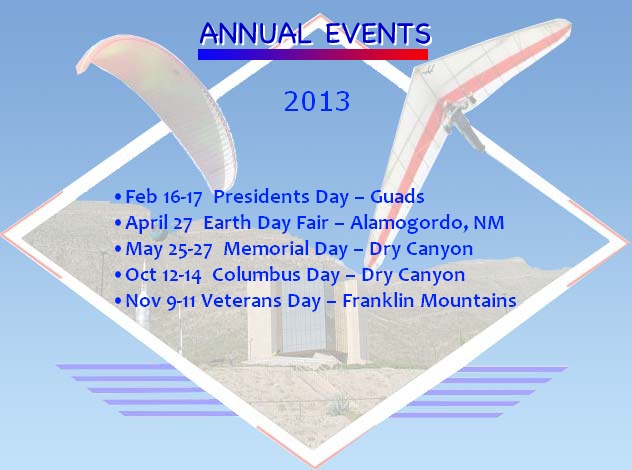 ANNUAL EVENTS
2013
•Feb 16-17 Presidents Day – Guads
•April 27 Earth Day Fair – Alamogordo, NM
•May 25-27 Memorial Day – Dry Canyon
•Oct 12-14 Columbus Day – Dry Canyon
•Nov 9-11 Veterans Day – Franklin Mountains